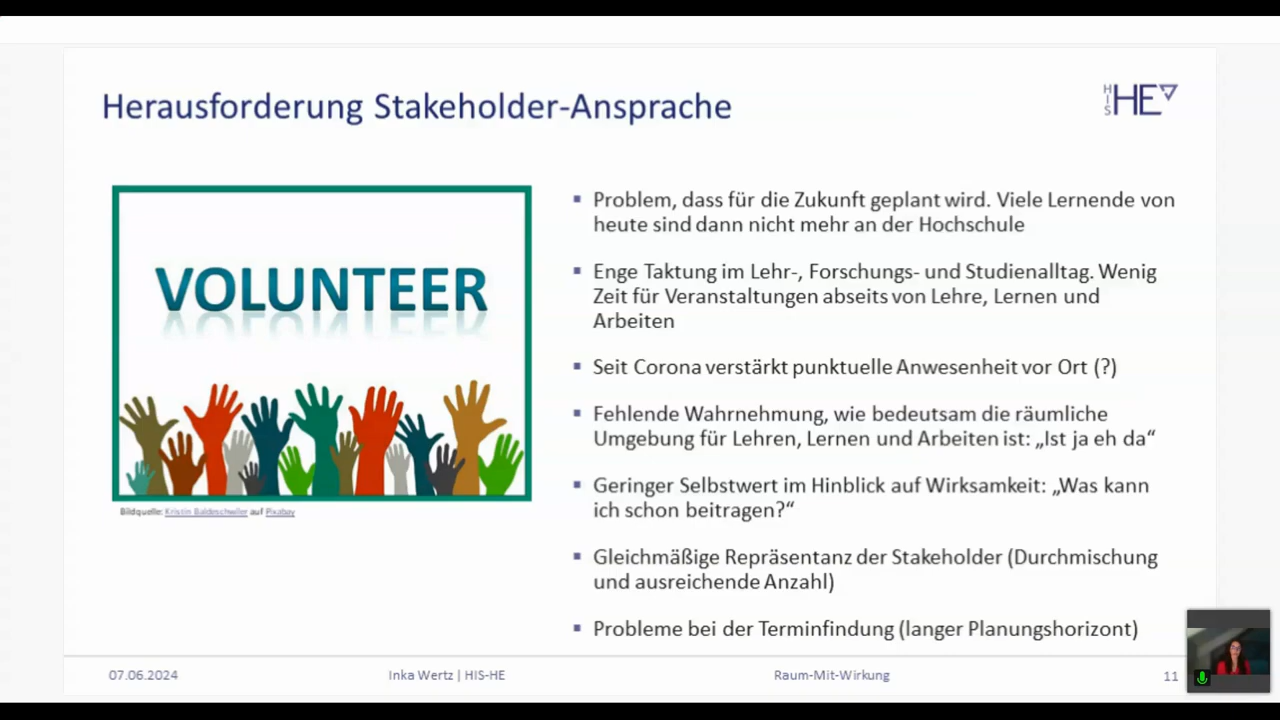 Herausforderung Stakeholder-Ansprache
HIS HE
VOLUNTEER
Bildquelle: Kristin Baldeschwiler auf Pixabay
▪ Problem, dass für die Zukunft geplant wird. Viele Lernende von
heute sind dann nicht mehr an der Hochschule
▪ Enge Taktung im Lehr-, Forschungs- und Studienalltag. Wenig
Zeit für Veranstaltungen abseits von Lehre, Lernen und
Arbeiten
▪ Seit Corona verstärkt punktuelle Anwesenheit vor Ort (?)
▪ Fehlende Wahrnehmung, wie bedeutsam die räumliche
Umgebung für Lehren, Lernen und Arbeiten ist: „Ist ja eh da“
▪ Geringer Selbstwert im Hinblick auf Wirksamkeit: „Was kann
ich schon beitragen?“
▪ Gleichmäßige Repräsentanz der Stakeholder (Durchmischung
und ausreichende Anzahl)
▪ Probleme bei der Terminfindung (langer Planungshorizont)
07.06.2024
Inka Wertz | HIS-HE
Raum-Mit-Wirkung
11